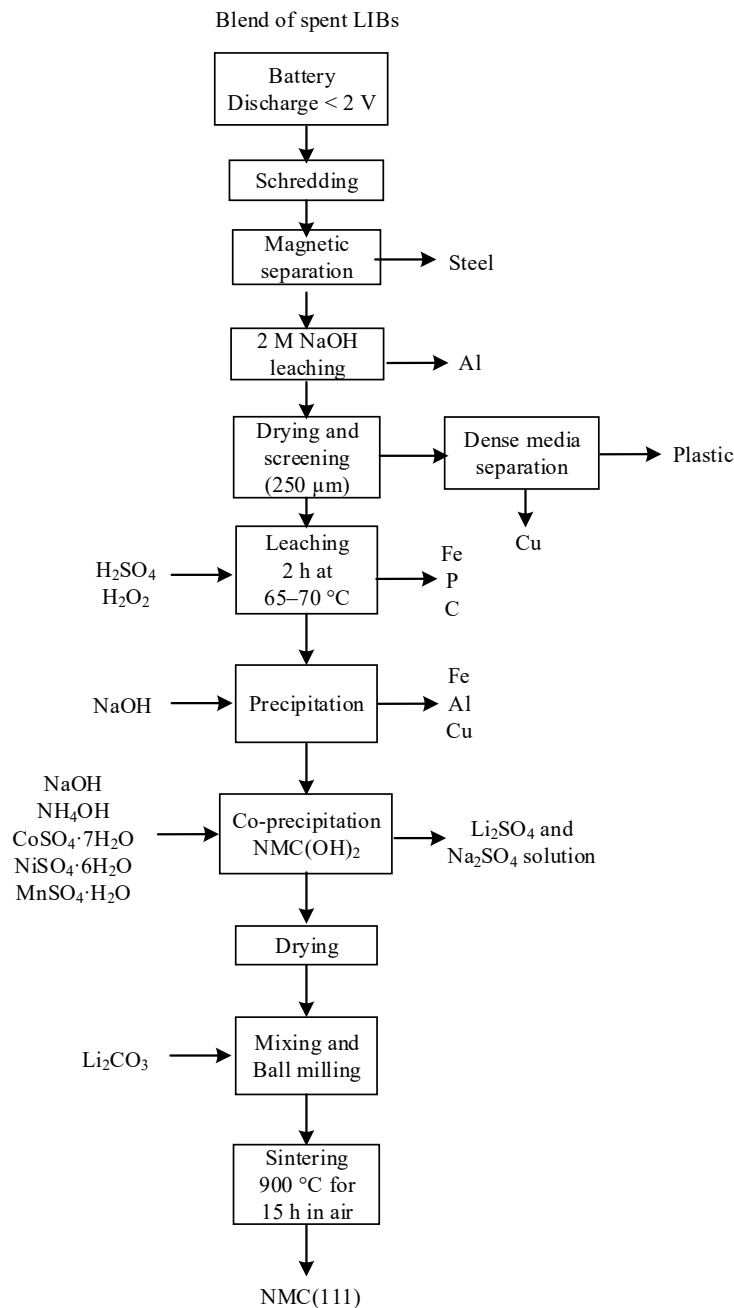 Blend of spent LIBs
Battery
Discharge < 2 V
Schredding
Magnetic
separation
Steel
2 M NaOH
leaching
Al
Drying and
screening
(250 µm)
Dense media
separation
Plastic
Cu
H₂SO₄
H₂O₂
Leaching
2 h at
65–70 °C
Fe
P
C
NaOH
Precipitation
Fe
Al
Cu
NaOH
NH₄OH
CoSO₄·7H₂O
NiSO₄·6H₂O
MnSO₄·H₂O
Co-precipitation
NMC(OH)₂
Li₂SO₄ and
Na₂SO₄ solution
Drying
Li₂CO₃
Mixing and
Ball milling
Sintering
900 °C for
15 h in air
NMC(111)